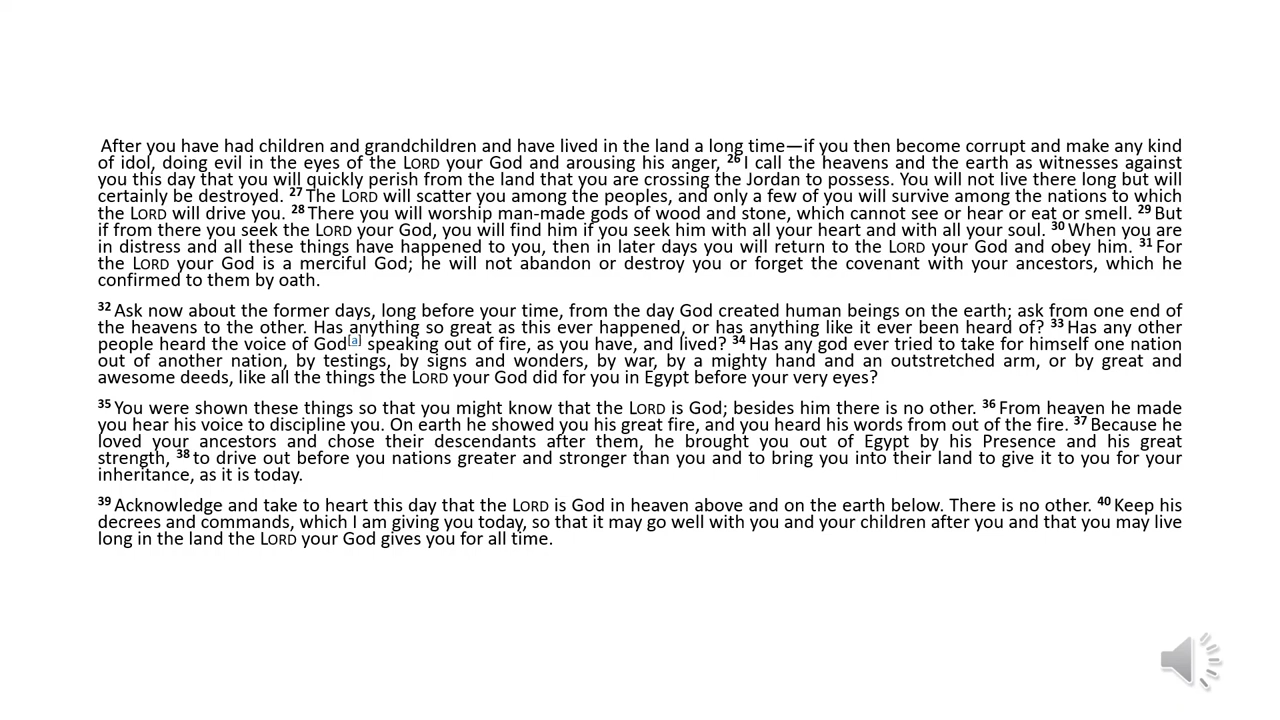 After you have had children and grandchildren and have lived in the land a long time—if you then become corrupt and make any kind
of idol, doing evil in the eyes of the LORD your God and arousing his anger, 26 I call the heavens and the earth as witnesses against
you this day that you will quickly perish from the land that you are crossing the Jordan to possess. You will not live there long but will
certainly be destroyed. 27 The LORD will scatter you among the peoples, and only a few of you will survive among the nations to which
the LORD will drive you. 28 There you will worship man-made gods of wood and stone, which cannot see or hear or eat or smell. 29 But
if from there you seek the LORD your God, you will find him if you seek him with all your heart and with all your soul. 30 When you are
in distress and all these things have happened to you, then in later days you will return to the LORD your God and obey him. 31 For
the LORD your God is a merciful God; he will not abandon or destroy you or forget the covenant with your ancestors, which he
confirmed to them by oath.
32 Ask now about the former days, long before your time, from the day God created human beings on the earth; ask from one end of
the heavens to the other. Has anything so great as this ever happened, or has anything like it ever been heard of? 33 Has any other
people heard the voice of God[a] speaking out of fire, as you have, and lived? 34 Has any god ever tried to take for himself one nation
out of another nation, by testings, by signs and wonders, by war, by a mighty hand and an outstretched arm, or by great and
awesome deeds, like all the things the LORD your God did for you in Egypt before your very eyes?
35 You were shown these things so that you might know that the LORD is God; besides him there is no other. 36 From heaven he made
you hear his voice to discipline you. On earth he showed you his great fire, and you heard his words from out of the fire. 37 Because he
loved your ancestors and chose their descendants after them, he brought you out of Egypt by his Presence and his great
strength, 38 to drive out before you nations greater and stronger than you and to bring you into their land to give it to you for your
inheritance, as it is today.
39 Acknowledge and take to heart this day that the LORD is God in heaven above and on the earth below. There is no other. 40 Keep his
decrees and commands, which I am giving you today, so that it may go well with you and your children after you and that you may live
long in the land the LORD your God gives you for all time.